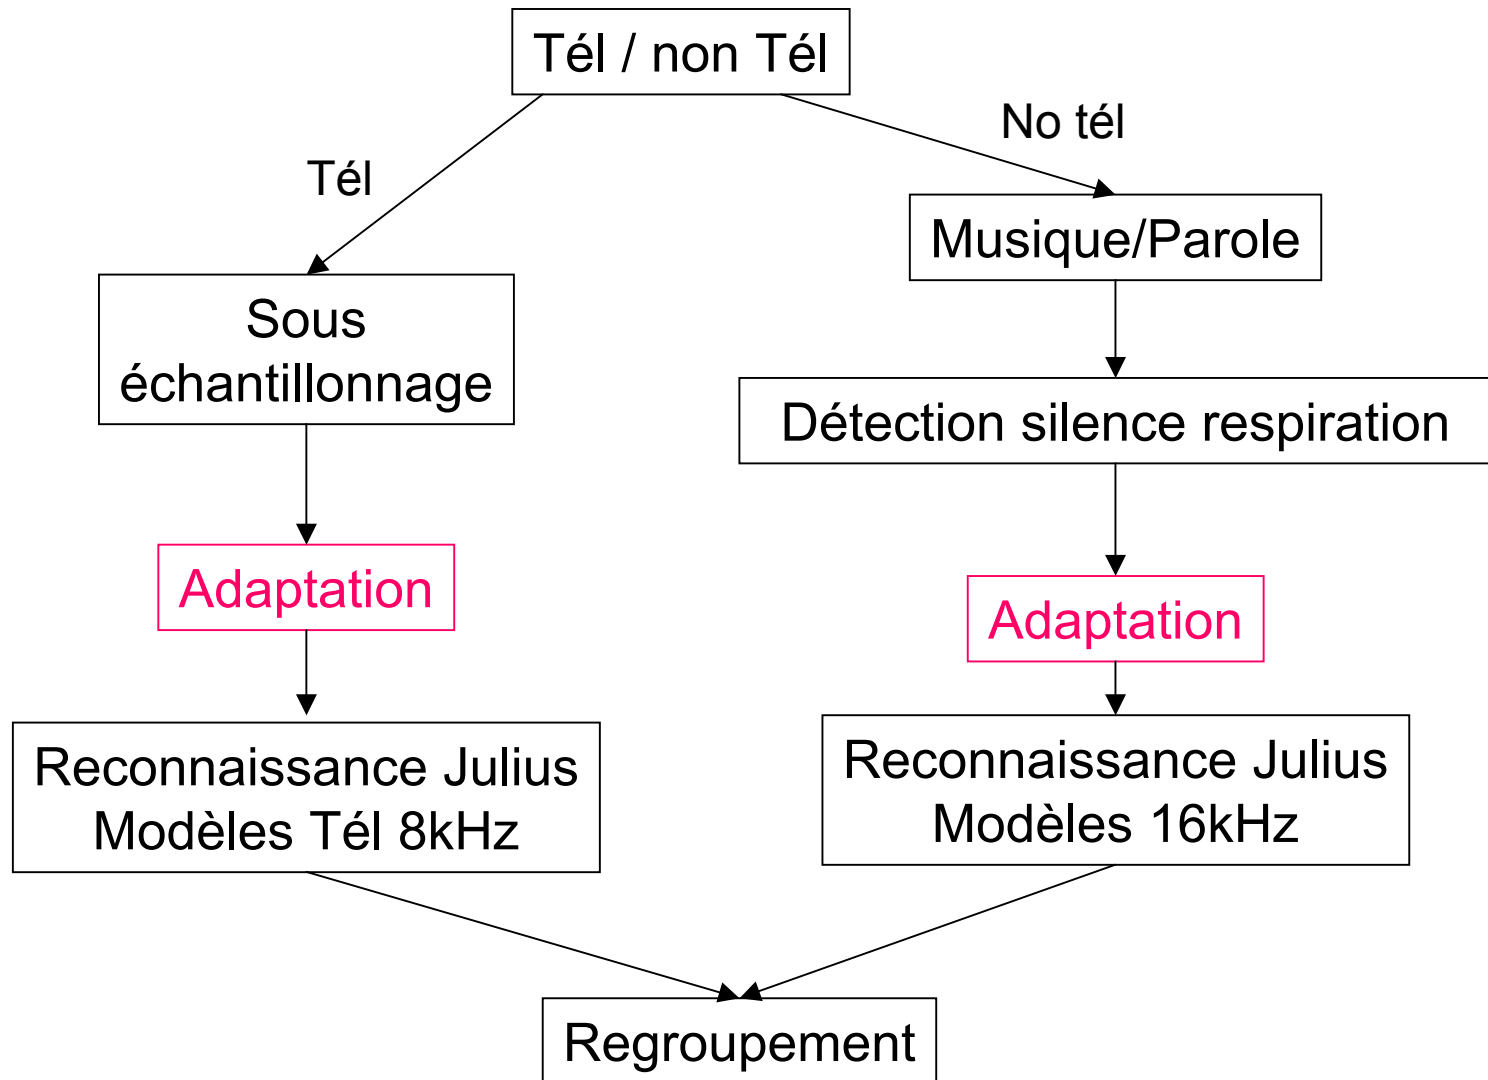 Tél / non Tél
No tél
Tél
Musique/Parole
Sous
échantillonnage
Détection silence respiration
Adaptation
Adaptation
Reconnaissance Julius
Modèles Tél 8kHz
Reconnaissance Julius
Modèles 16kHz
Regroupement